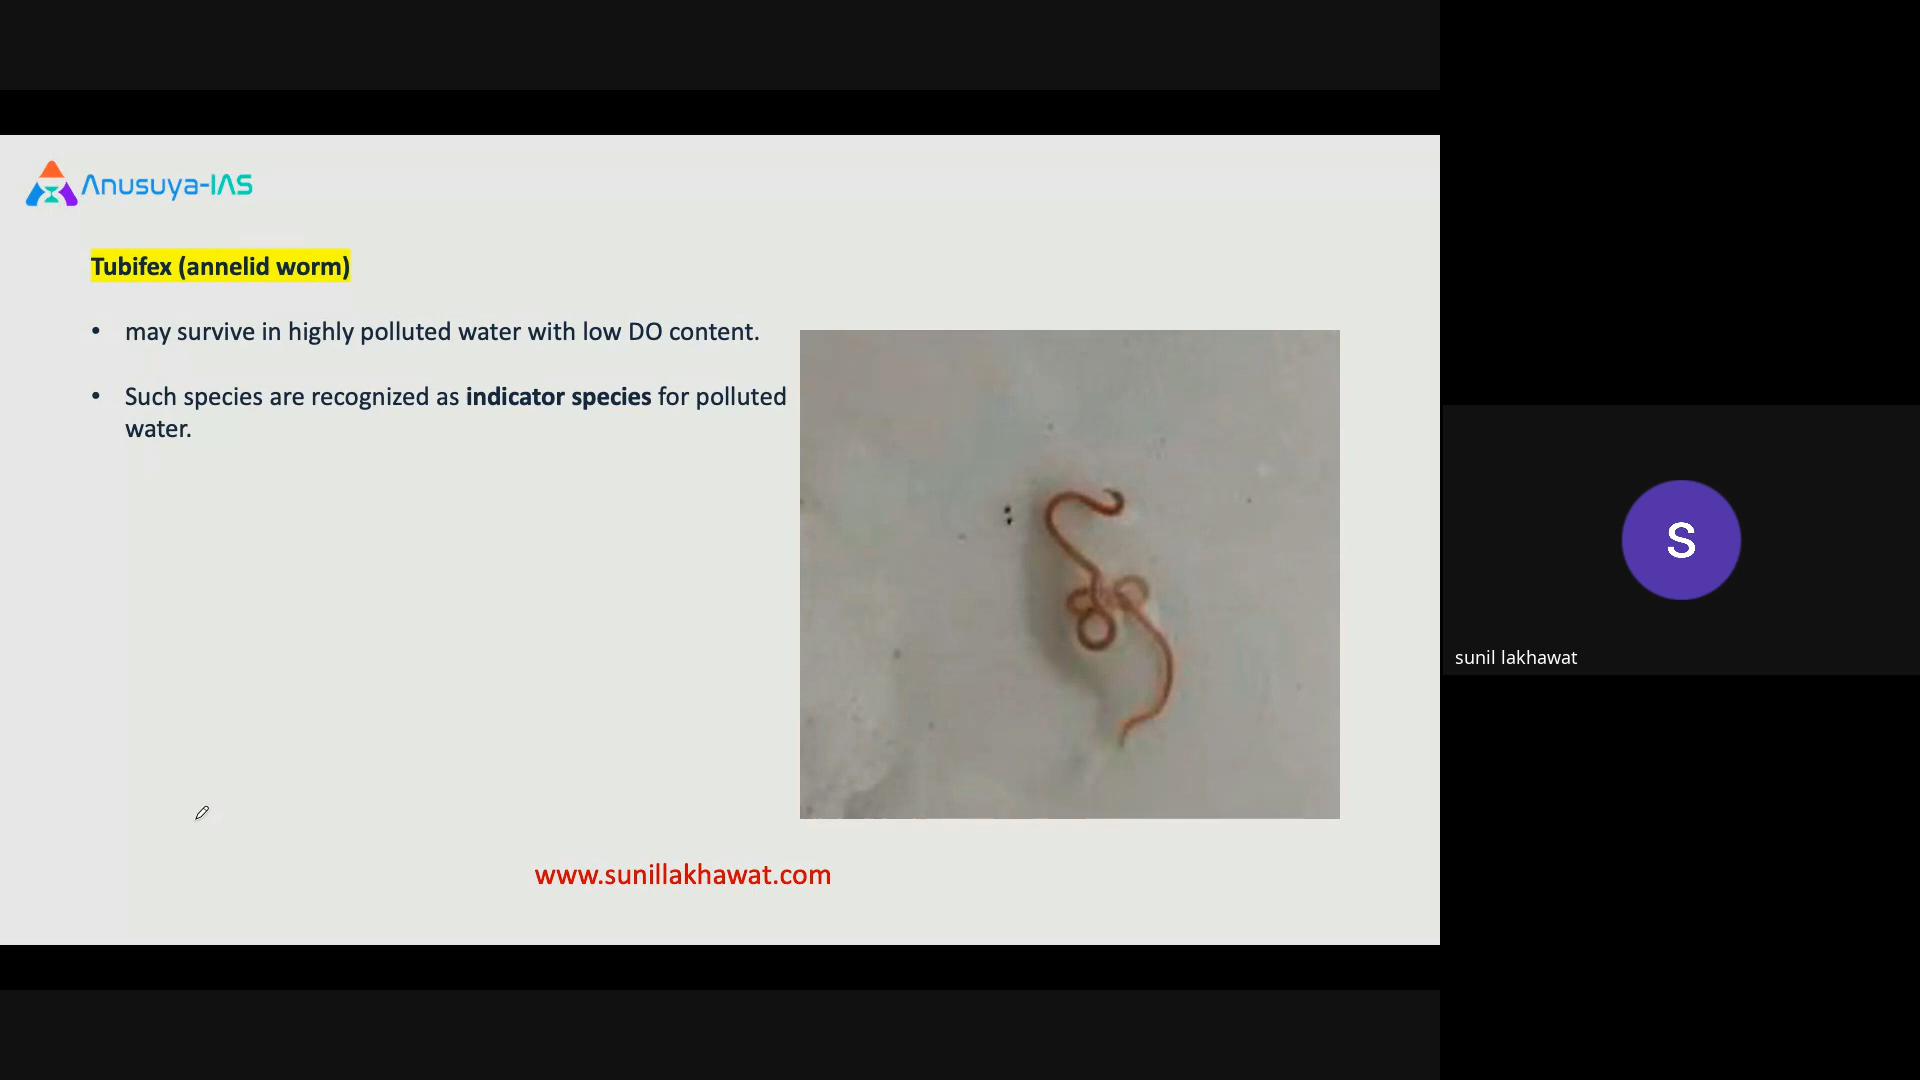 Anusuya-IAS
Tubifex (annelid worm)
• may survive in highly polluted water with low DO content.
• Such species are recognized as indicator species for polluted
water.
www.sunillakhawat.com
S
sunil lakhawat